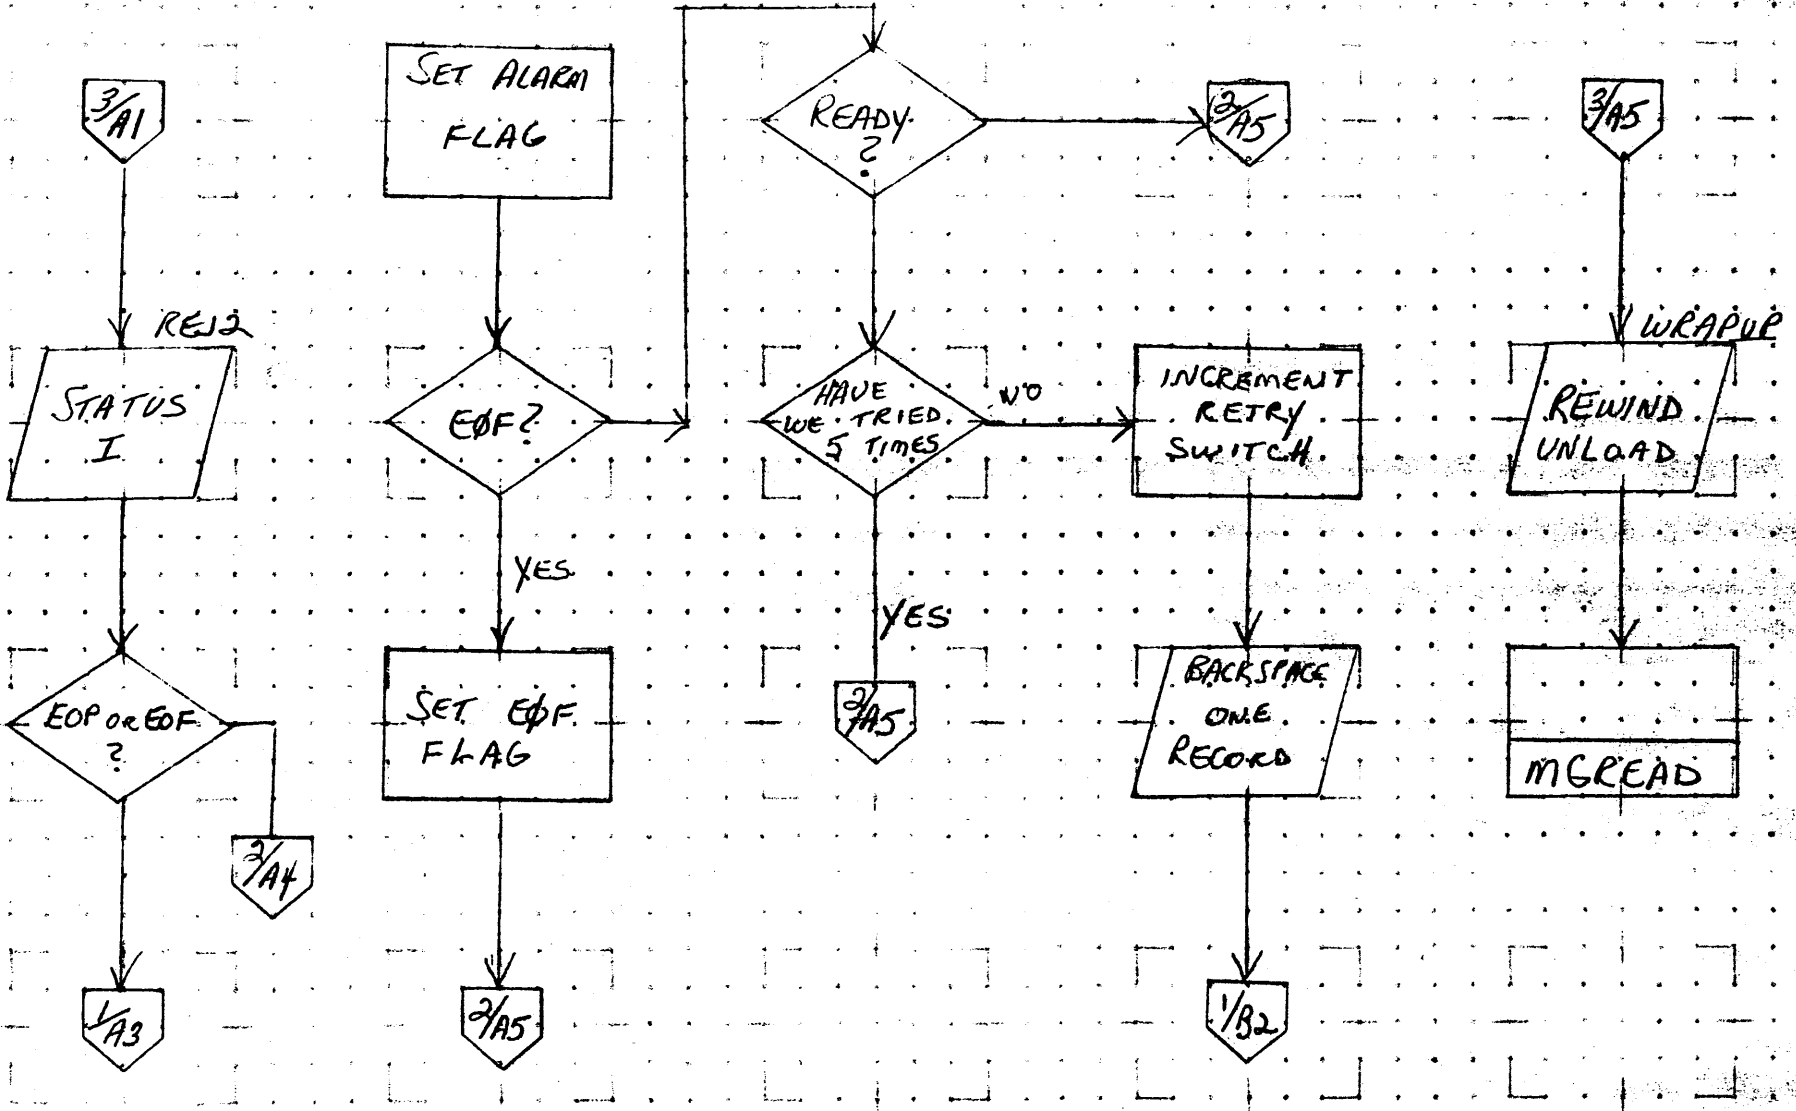 3/A1
REJ2
STATUS
I
EOP OR EOF
?
2/A4
1/A3
SET ALARM
FLAG
EØF?
YES
SET EØF
FLAG
2/A5
READY
?
2/A5
HAVE
WE TRIED
5 TIMES
NO
YES
2/A5
INCREMENT
RETRY
SWITCH
BACKSPACE
ONE
RECORD
1/B2
3/A5
WRAPUP
REWIND
UNLOAD
MGREAD